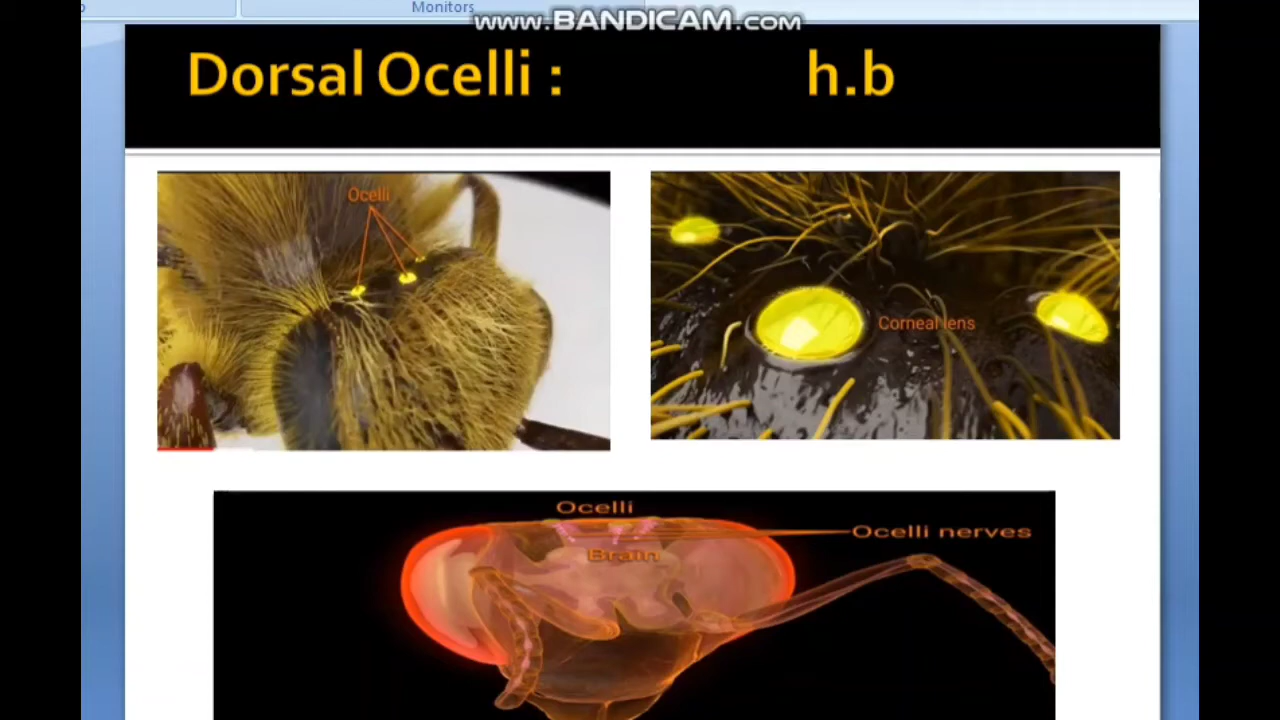 Monitors
www.BANDICAM.com
Dorsal Ocelli : h.b
Ocelli
Corneal lens
Ocelli
Ocelli nerves
Brain